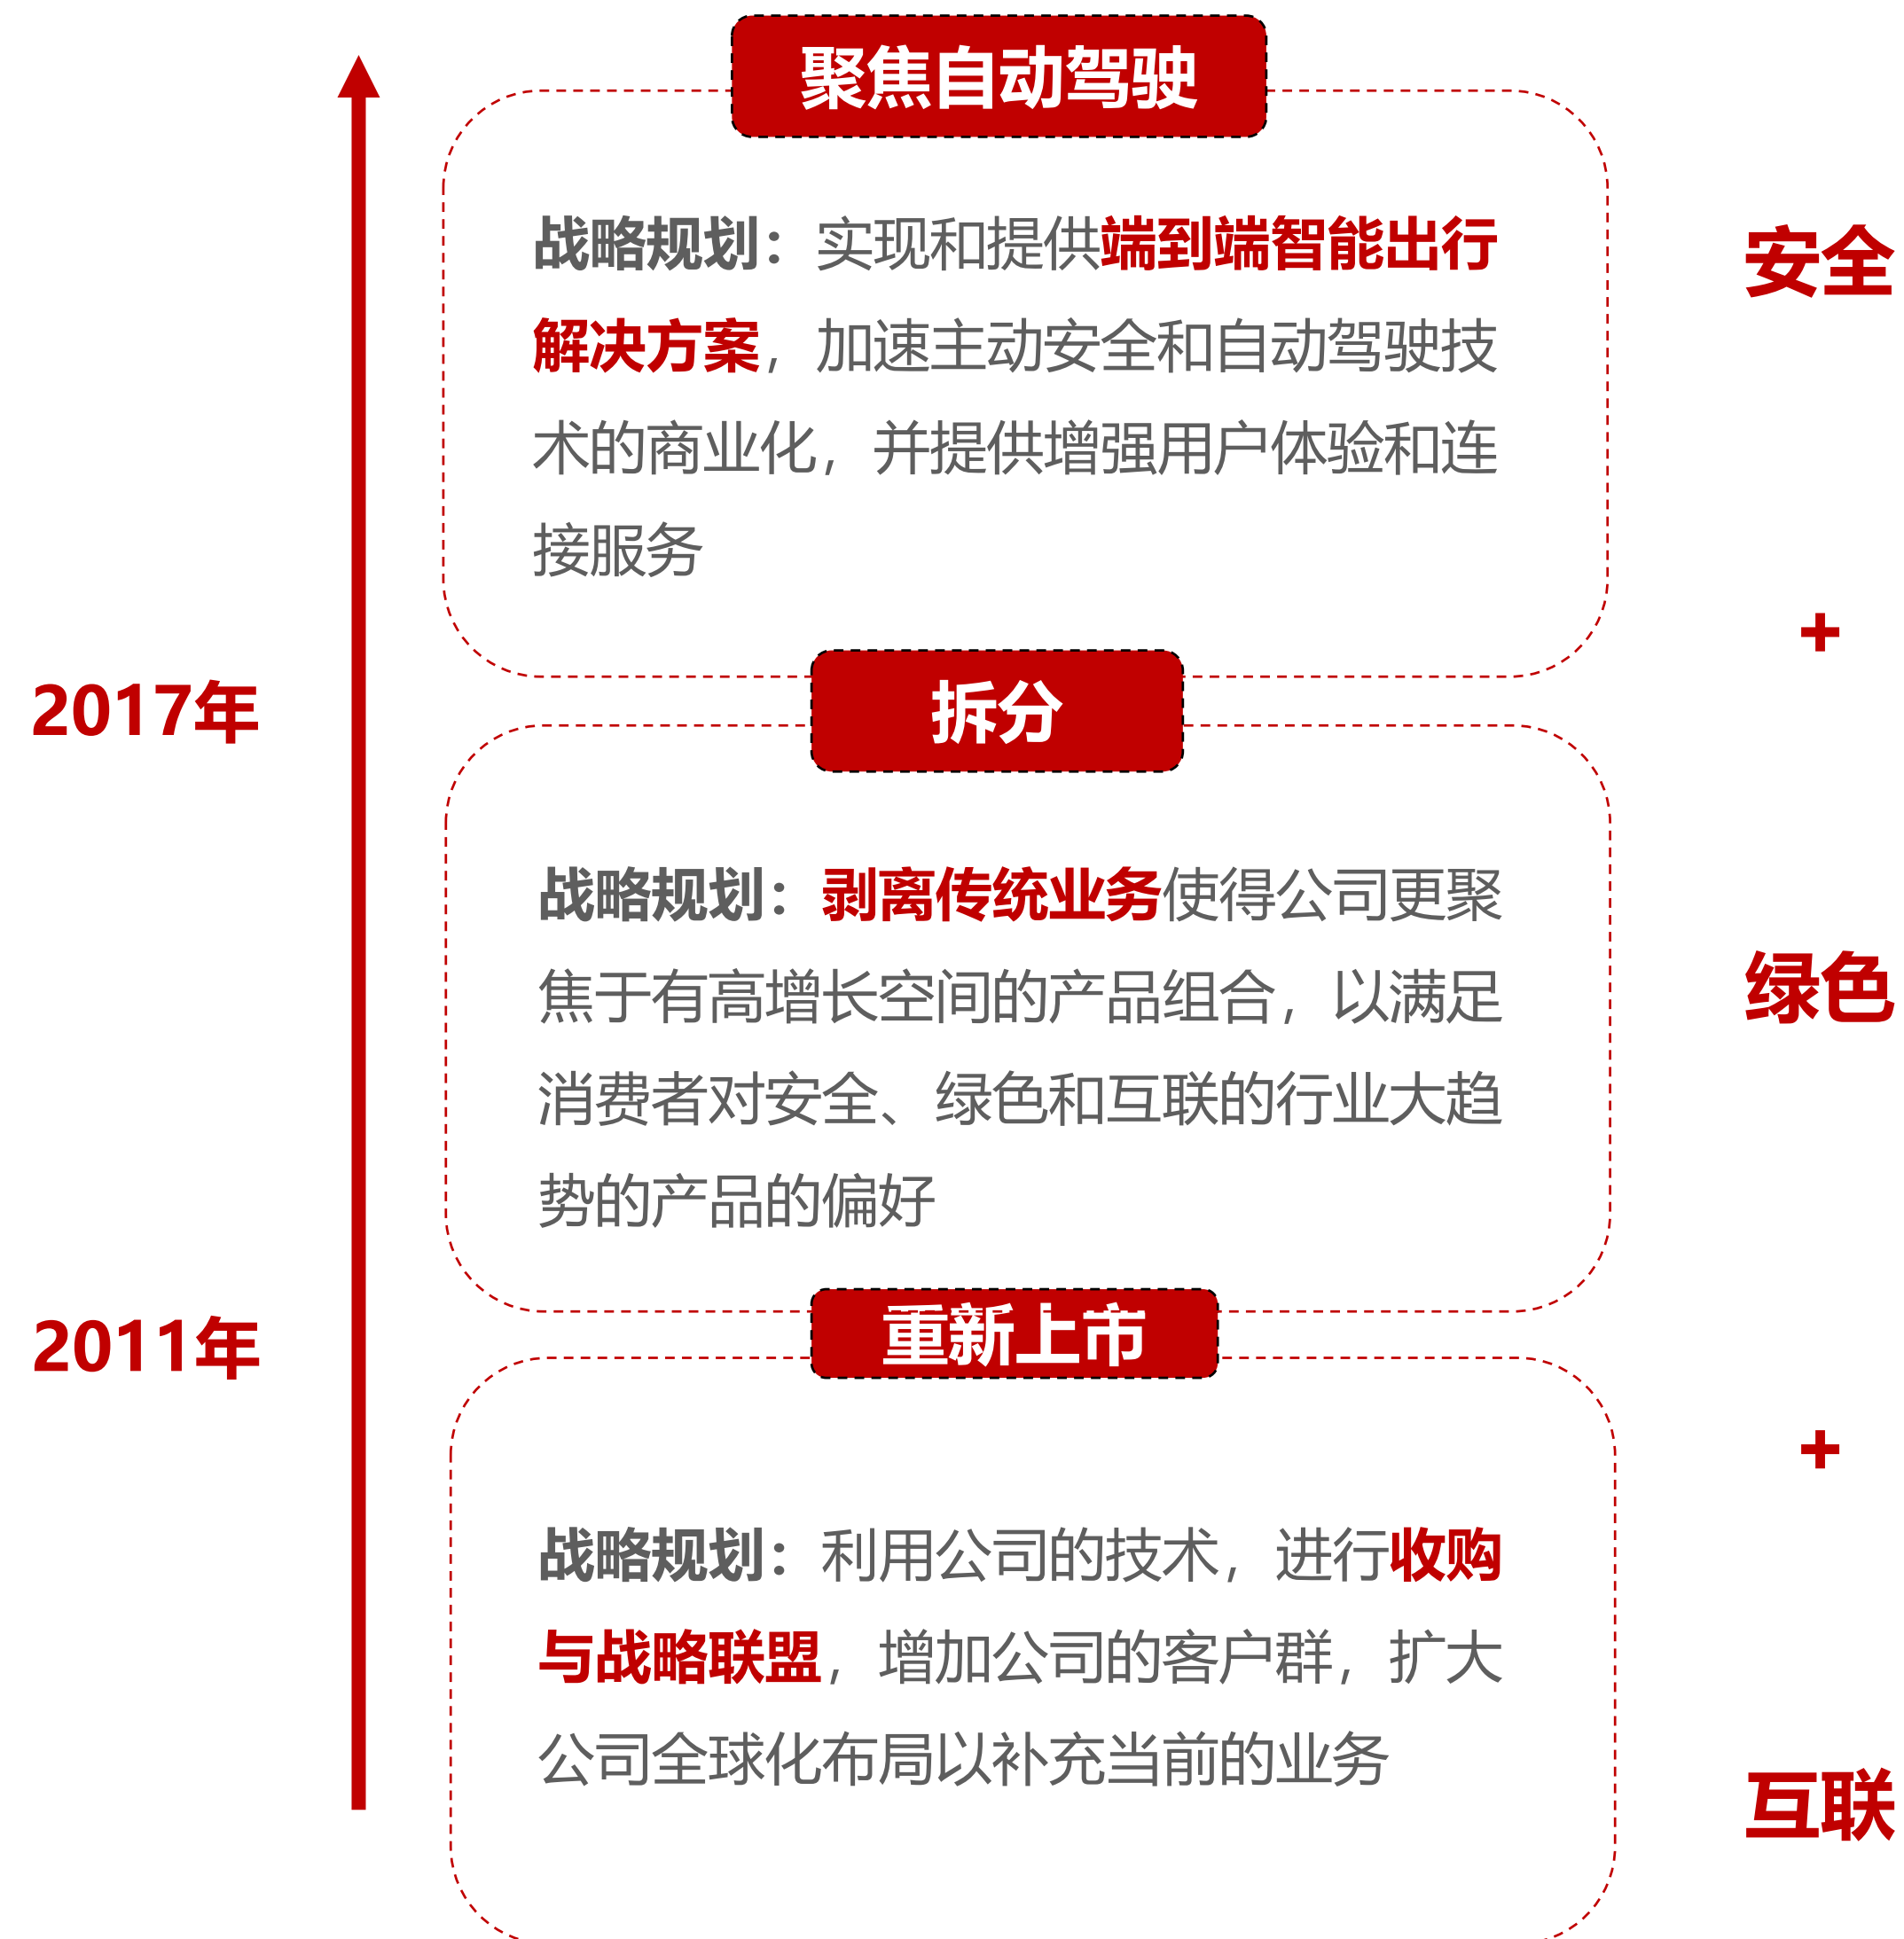 聚焦自动驾驶
战略规划：实现和提供端到端智能出行
解决方案，加速主动安全和自动驾驶技
术的商业化，并提供增强用户体验和连
接服务
安全
+
2017年
拆分
战略规划：剥离传统业务使得公司更聚
焦于有高增长空间的产品组合，以满足
消费者对安全、绿色和互联的行业大趋
势的产品的偏好
绿色
2011年
重新上市
+
战略规划：利用公司的技术，进行收购
与战略联盟，增加公司的客户群，扩大
公司全球化布局以补充当前的业务
互联